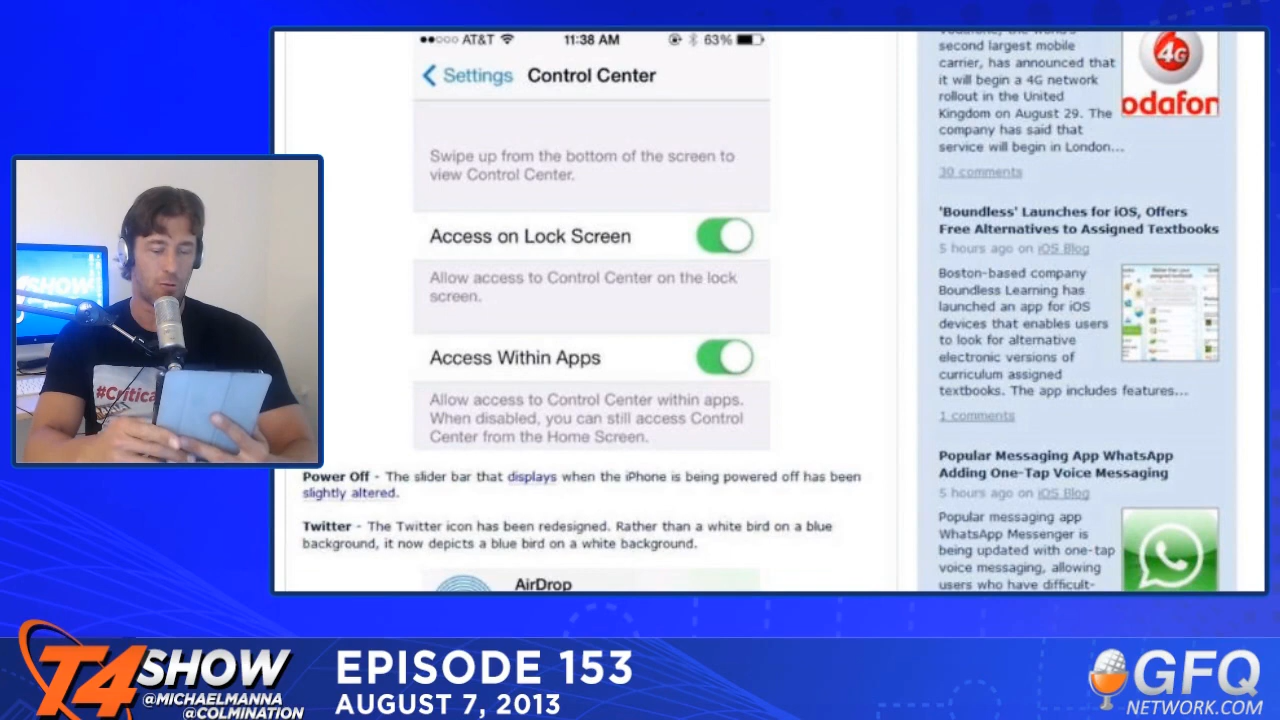 ●●○○○ AT&T 11:38 AM 63%
Settings Control Center
Swipe up from the bottom of the screen to
view Control Center.
Access on Lock Screen
Allow access to Control Center on the lock
screen.
Access Within Apps
Allow access to Control Center within apps.
When disabled, you can still access Control
Center from the Home Screen.
Power Off - The slider bar that displays when the iPhone is being powered off has been
slightly altered.
Twitter - The Twitter icon has been redesigned. Rather than a white bird on a blue
background, it now depicts a blue bird on a white background.
AirDrop
second largest mobile
carrier, has announced that
it will begin a 4G network
rollout in the United
Kingdom on August 29. The
company has said that
service will begin in London...
30 comments
4G
odafon
'Boundless' Launches for iOS, Offers
Free Alternatives to Assigned Textbooks
5 hours ago on iOS Blog
Boston-based company
Boundless Learning has
launched an app for iOS
devices that enables users
to look for alternative
electronic versions of
curriculum assigned
textbooks. The app includes features...
1 comments
Popular Messaging App WhatsApp
Adding One-Tap Voice Messaging
5 hours ago on iOS Blog
Popular messaging app
WhatsApp Messenger is
being updated with one-tap
voice messaging, allowing
users who have difficult-
SHOW
#Critica
T4 SHOW
@MICHAELMANNA
@COLMINATION
EPISODE 153
AUGUST 7, 2013
GFQ
NETWORK.COM